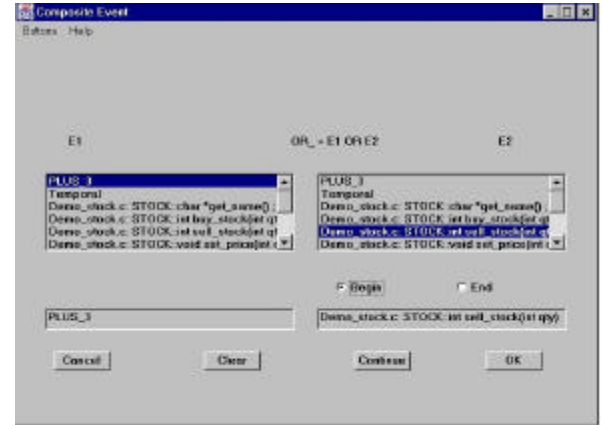 Composite Event
Buttons Help
E1 OR_ = E1 OR E2 E2
PLUS_3
Temporal
Demo_stock.c: STOCK: char *get_name()
Demo_stock.c: STOCK: int buy_stock(int qt
Demo_stock.c: STOCK: int sell_stock(int qt
Demo_stock.c: STOCK: void set_price(int
PLUS_3
Temporal
Demo_stock.c: STOCK: char *get_name()
Demo_stock.c: STOCK: int buy_stock(int qt
Demo_stock.c: STOCK: int sell_stock(int qt
Demo_stock.c: STOCK: void set_price(int
Begin End
PLUS_3
Demo_stock.c: STOCK: int sell_stock(int qty)
Cancel Clear Continue OK